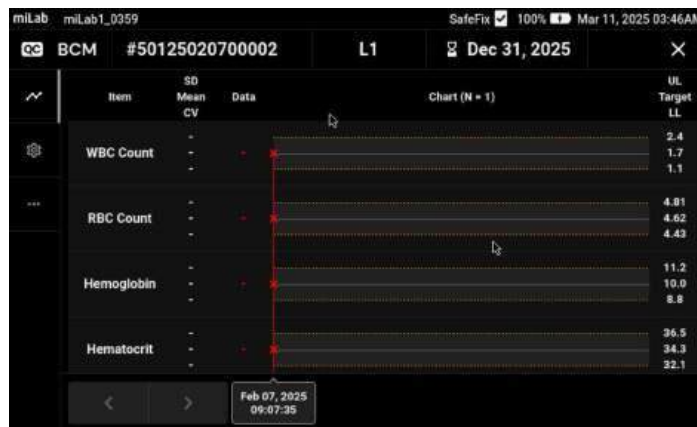 miLab miLab1_0359 SafeFix 100% Mar 11, 2025 03:46AM
QC BCM #50125020700002 L1 Dec 31, 2025
Item SD Mean CV Data Chart (N = 1) UL Target LL
WBC Count - - - - 2.4 1.7 1.1
RBC Count - - - - 4.81 4.62 4.43
Hemoglobin - - - - 11.2 10.0 8.8
Hematocrit - - - - 36.5 34.3 32.1
Feb 07, 2025
09:07:35